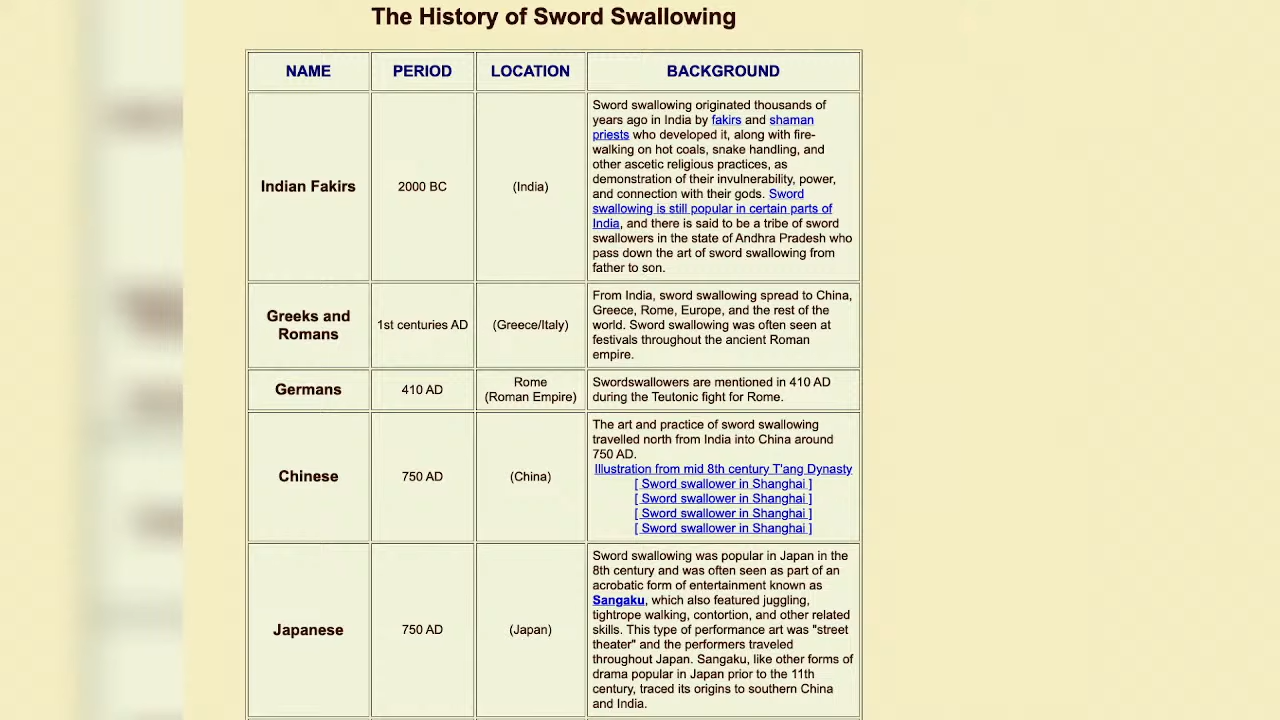 The History of Sword Swallowing
NAME PERIOD LOCATION BACKGROUND
Indian Fakirs
2000 BC
(India)
Sword swallowing originated thousands of
years ago in India by fakirs and shaman
priests who developed it, along with fire-
walking on hot coals, snake handling, and
other ascetic religious practices, as
demonstration of their invulnerability, power,
and connection with their gods. Sword
swallowing is still popular in certain parts of
India, and there is said to be a tribe of sword
swallowers in the state of Andhra Pradesh who
pass down the art of sword swallowing from
father to son.
Greeks and
Romans
1st centuries AD
(Greece/Italy)
From India, sword swallowing spread to China,
Greece, Rome, Europe, and the rest of the
world. Sword swallowing was often seen at
festivals throughout the ancient Roman
empire.
Germans
410 AD
Rome
(Roman Empire)
Swordswallowers are mentioned in 410 AD
during the Teutonic fight for Rome.
Chinese
750 AD
(China)
The art and practice of sword swallowing
travelled north from India into China around
750 AD.
Illustration from mid 8th century T'ang Dynasty
[ Sword swallower in Shanghai ]
[ Sword swallower in Shanghai ]
[ Sword swallower in Shanghai ]
[ Sword swallower in Shanghai ]
Japanese
750 AD
(Japan)
Sword swallowing was popular in Japan in the
8th century and was often seen as part of an
acrobatic form of entertainment known as
Sangaku, which also featured juggling,
tightrope walking, contortion, and other related
skills. This type of performance art was "street
theater" and the performers traveled
throughout Japan. Sangaku, like other forms of
drama popular in Japan prior to the 11th
century, traced its origins to southern China
and India.